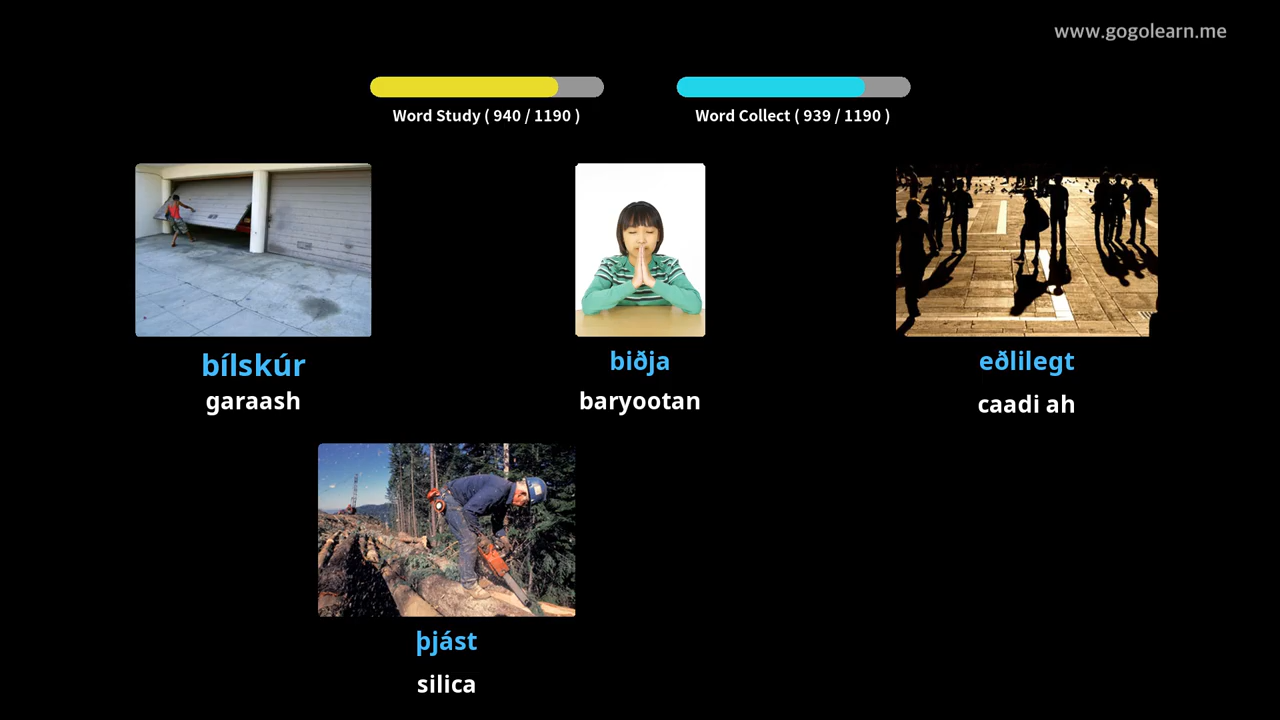 www.gogolearn.me
Word Study ( 940 / 1190 )
Word Collect ( 939 / 1190 )
bílskúr
garaash
biðja
baryootan
eðlilegt
caadi ah
þjást
silica